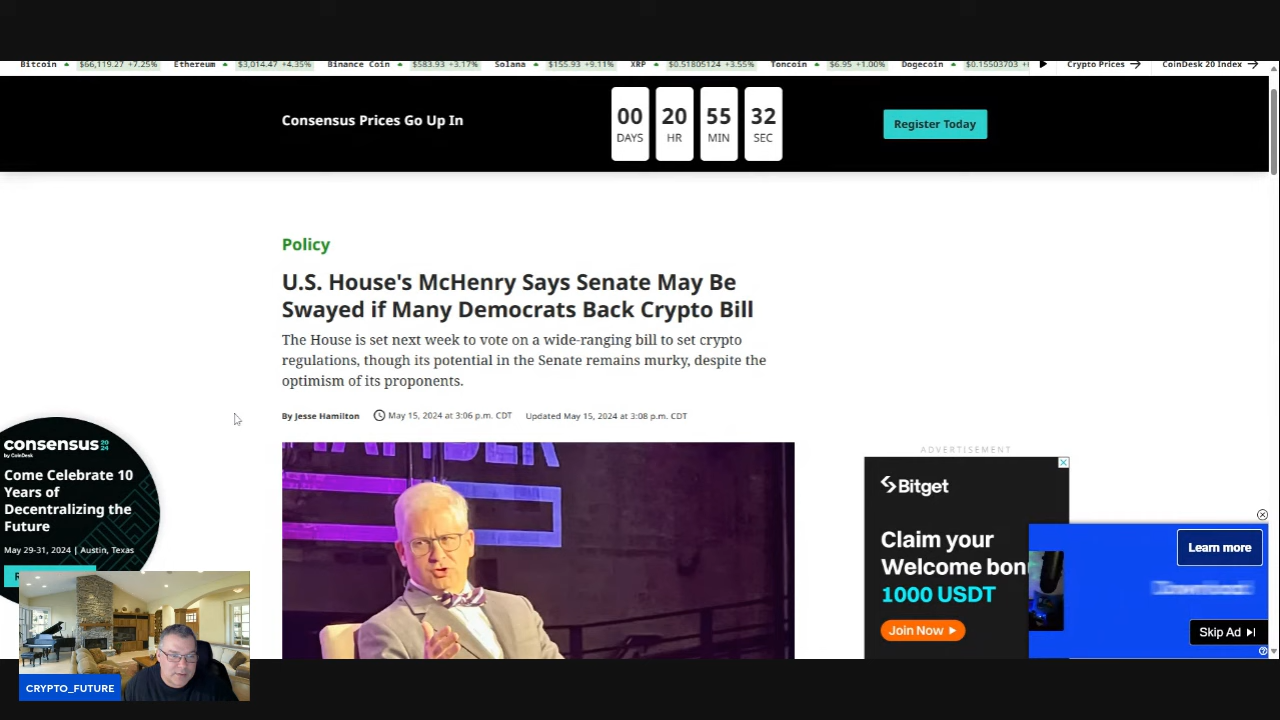 Bitcoin $66,119.27 +7.25% Ethereum $3,014.47 +4.35% Binance Coin $583.93 +3.17% Solana $155.93 +9.11% XRP $0.51805124 +3.55% Toncoin $6.95 +1.00% Dogecoin $0.15503703 Crypto Prices CoinDesk 20 Index
Consensus Prices Go Up In
00 20 55 32
DAYS HR MIN SEC
Register Today
Policy
U.S. House's McHenry Says Senate May Be
Swayed if Many Democrats Back Crypto Bill
The House is set next week to vote on a wide-ranging bill to set crypto
regulations, though its potential in the Senate remains murky, despite the
optimism of its proponents.
By Jesse Hamilton May 15, 2024 at 3:06 p.m. CDT Updated May 15, 2024 at 3:08 p.m. CDT
consensus 2024
by CoinDesk
Come Celebrate 10
Years of
Decentralizing the
Future
May 29-31, 2024 | Austin, Texas
ADVERTISEMENT
Bitget
Claim your
Welcome bon
1000 USDT
Join Now
Learn more
Skip Ad
CRYPTO_FUTURE